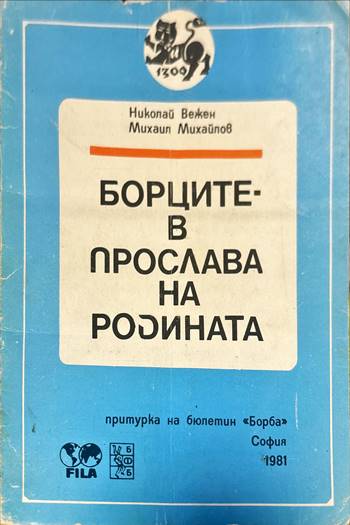 1300
Николай Вежен
Михаил Михайлов
БОРЦИТЕ-
В
ПРОСЛАВА
НА
РОДИНАТА
притурка на бюлетин «Борба»
София
1981
FILA